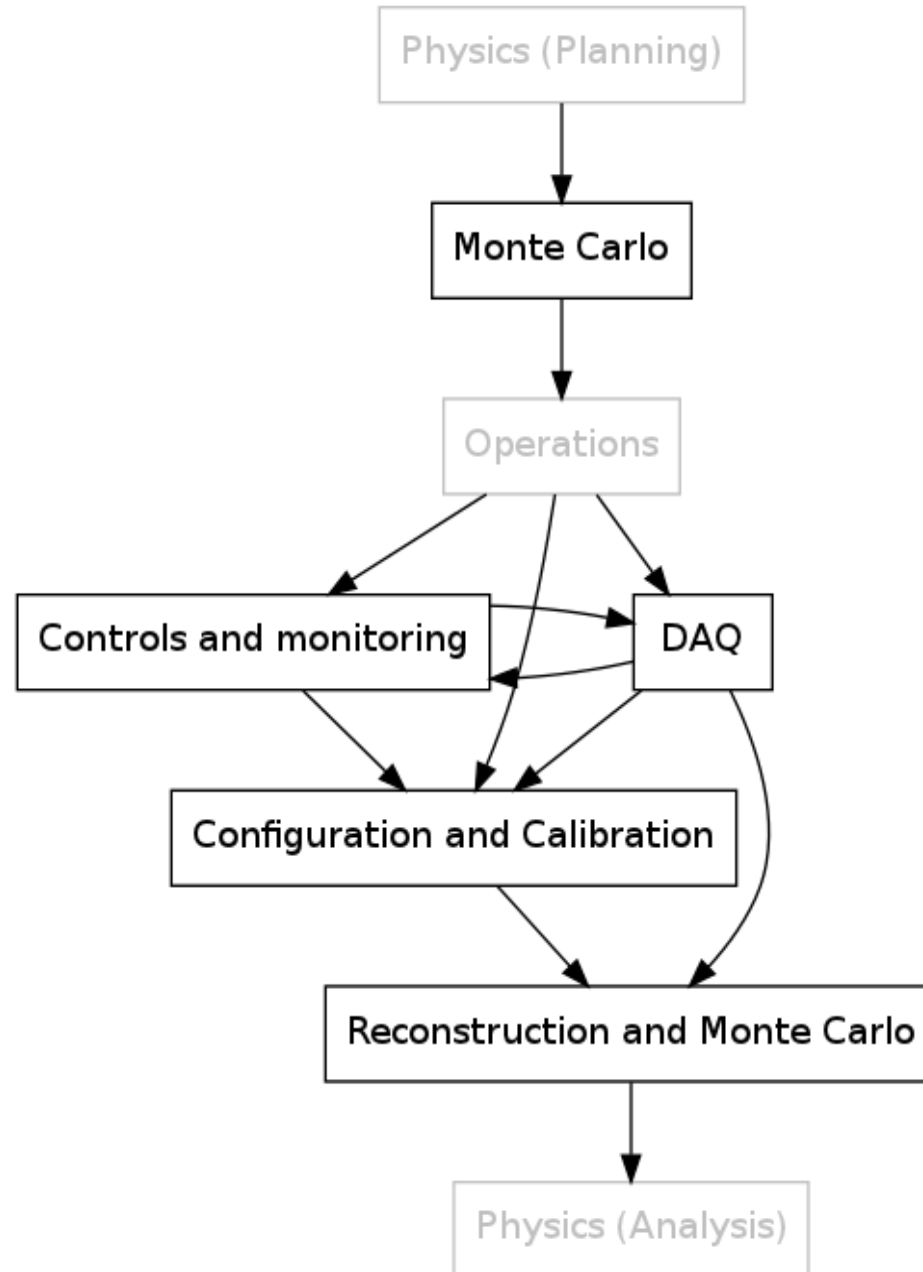 Physics (Planning)
Monte Carlo
Operations
Controls and monitoring
DAQ
Configuration and Calibration
Reconstruction and Monte Carlo
Physics (Analysis)